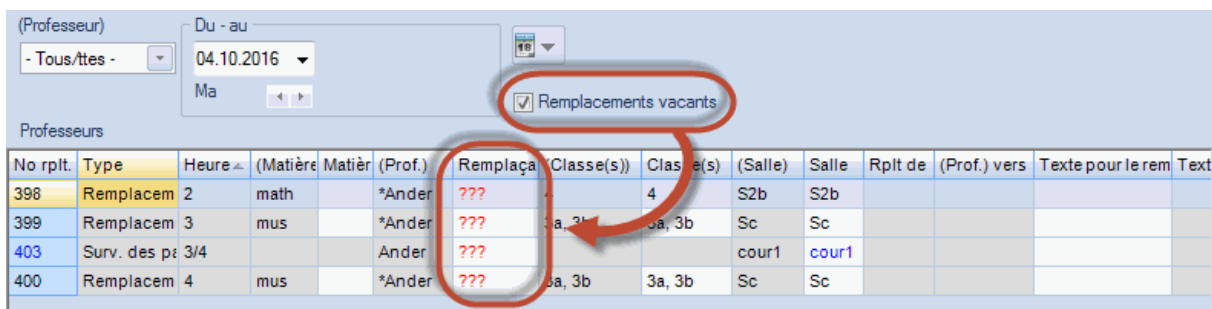 (Professeur) Du - au
- Tous/ttes - 04.10.2016 18
Ma Remplacements vacants
Professeurs
No rplt. Type Heure (Matière Matièr (Prof.) Remplaça (Classe(s)) Classe(s) (Salle) Salle Rplt de (Prof.) vers Texte pour le rem Text
398 Remplacem 2 math *Ander ??? 4 4 S2b S2b
399 Remplacem 3 mus *Ander ??? 3a, 3b 3a, 3b Sc Sc
403 Surv. des pa 3/4 Ander ??? cour1 cour1
400 Remplacem 4 mus *Ander ??? 3a, 3b 3a, 3b Sc Sc